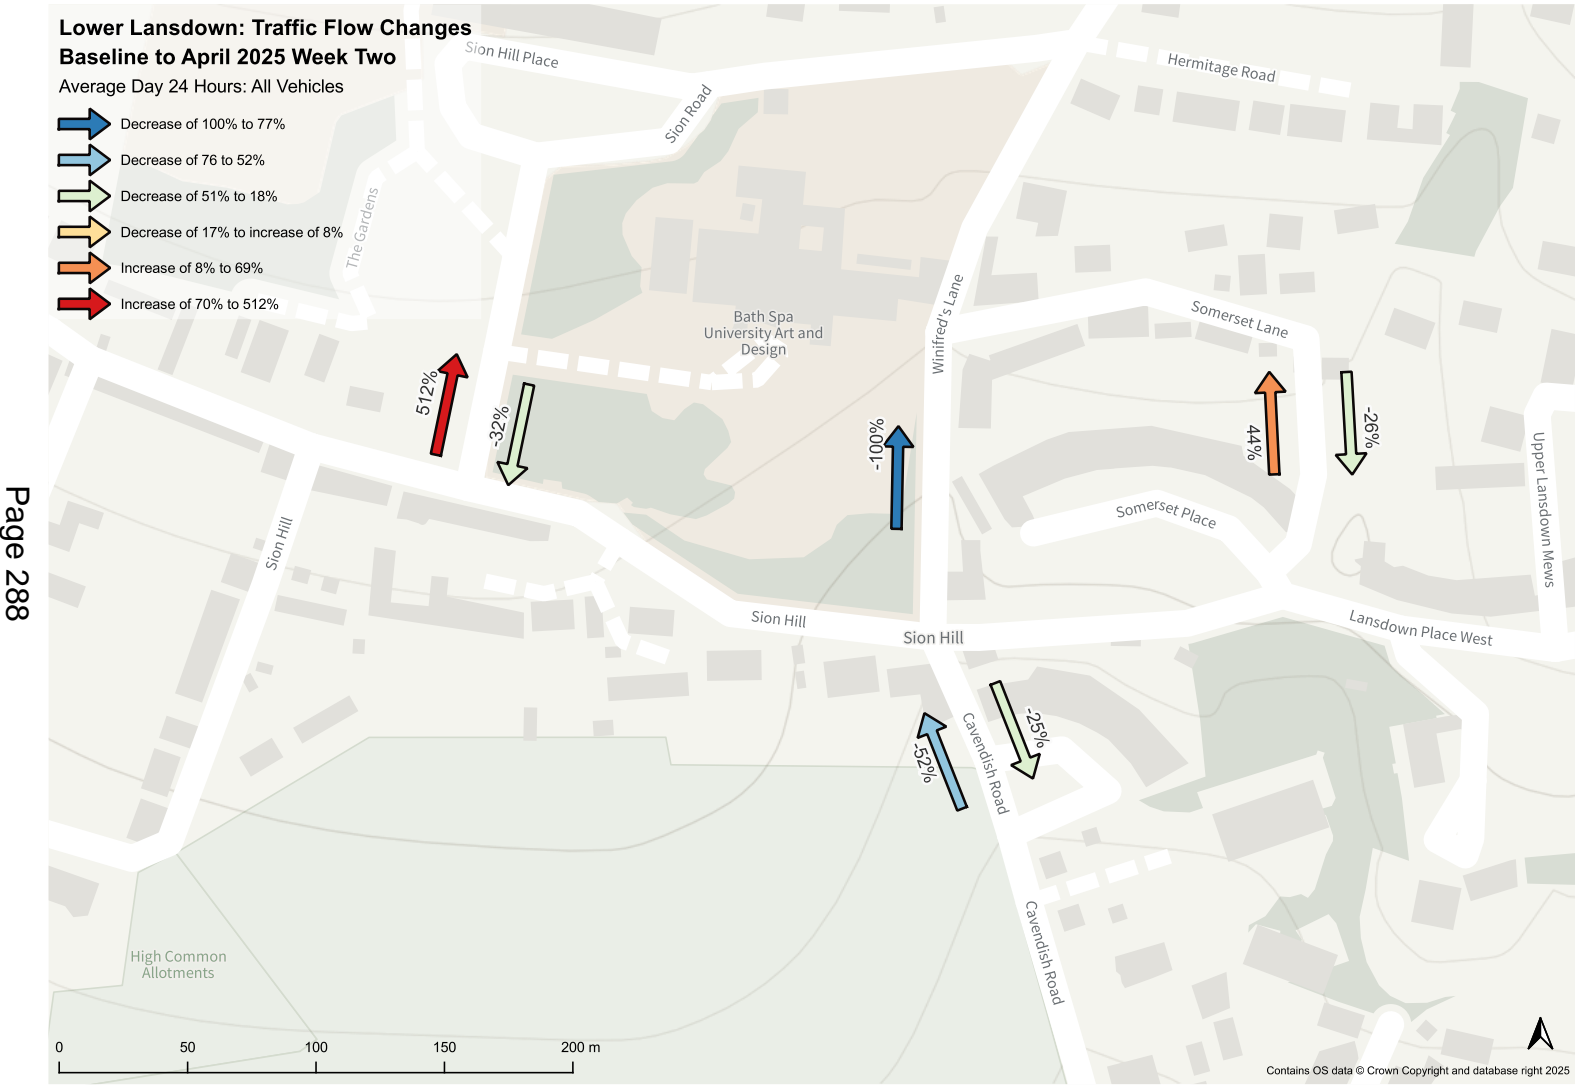 Lower Lansdown: Traffic Flow Changes
Baseline to April 2025 Week Two
Average Day 24 Hours: All Vehicles
Decrease of 100% to 77%
Decrease of 76 to 52%
Decrease of 51% to 18%
Decrease of 17% to increase of 8%
Increase of 8% to 69%
Increase of 70% to 512%
Sion Hill Place
Sion Road
Hermitage Road
The Gardens
Bath Spa
University Art and
Design
Winifred's Lane
Somerset Lane
512%
-32%
-100%
44%
-26%
Somerset Place
Upper Lansdown Mews
Sion Hill
Page 288
Sion Hill
Sion Hill
Lansdown Place West
-52%
Cavendish Road
-25%
Cavendish Road
High Common
Allotments
0 50 100 150 200 m
Contains OS data © Crown Copyright and database right 2025